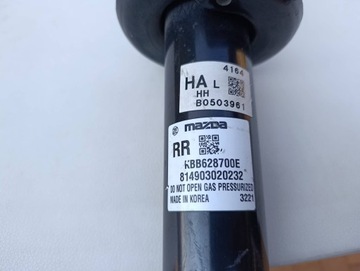 4164
HA L
HH
B0503961
mazda
RR
KBB628700E
814903020232
DO NOT OPEN GAS PRESSURIZED
MADE IN KOREA 3221